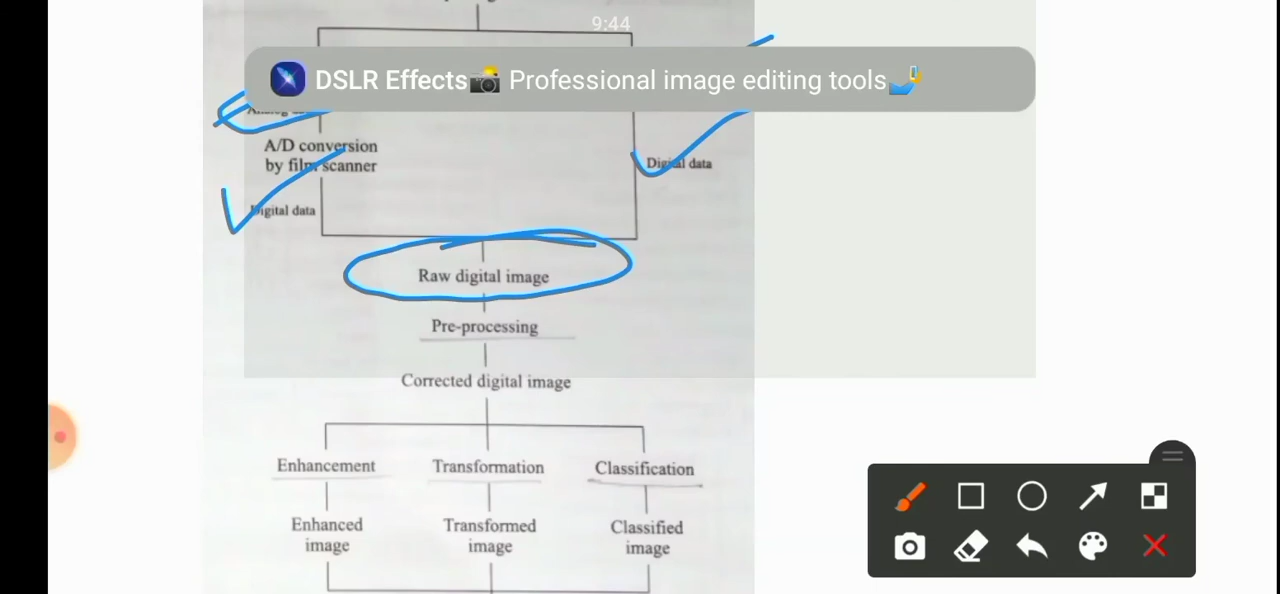 9:44
DSLR Effects📸 Professional image editing tools🤳
A/D conversion
by film scanner
Digital data
Digital data
Raw digital image
Pre-processing
Corrected digital image
Enhancement
Transformation
Classification
Enhanced
image
Transformed
image
Classified
image